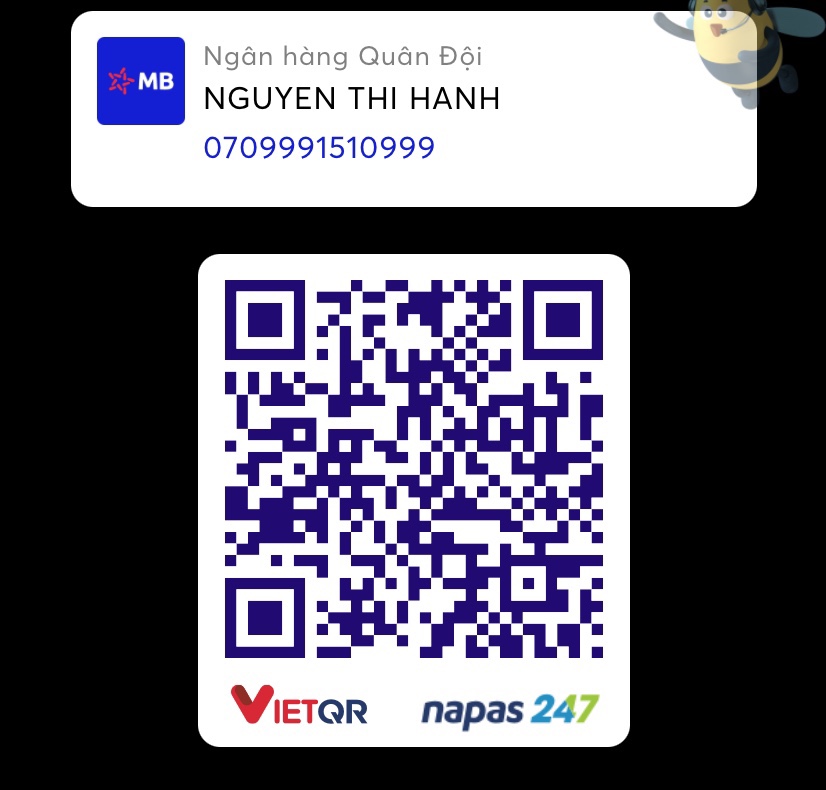 MB
Ngân hàng Quân Đội
NGUYEN THI HANH
0709991510999
VIETQR
napas 247